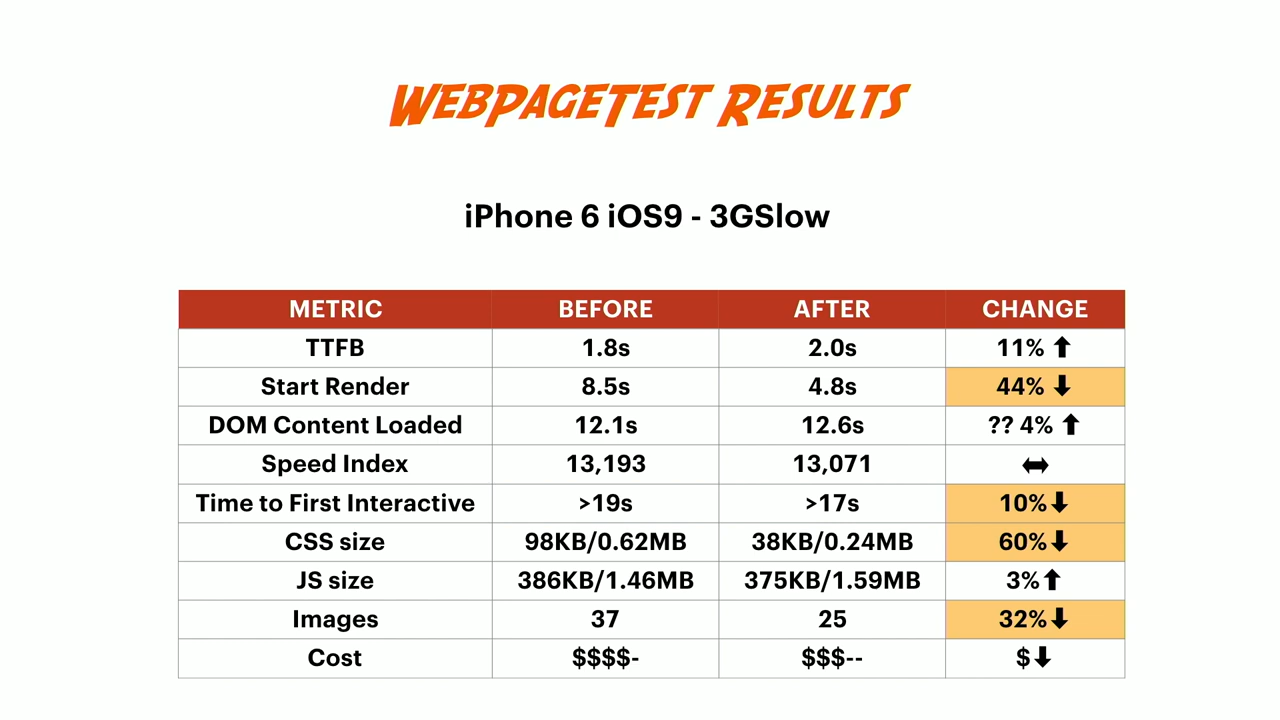 WebPageTest Results
iPhone 6 iOS9 - 3GSlow
METRIC BEFORE AFTER CHANGE
TTFB 1.8s 2.0s 11% ⬆
Start Render 8.5s 4.8s 44% ⬇
DOM Content Loaded 12.1s 12.6s ?? 4% ⬆
Speed Index 13,193 13,071 ⬌
Time to First Interactive >19s >17s 10%⬇
CSS size 98KB/0.62MB 38KB/0.24MB 60%⬇
JS size 386KB/1.46MB 375KB/1.59MB 3%⬆
Images 37 25 32%⬇
Cost $$$$- $$$-- $⬇